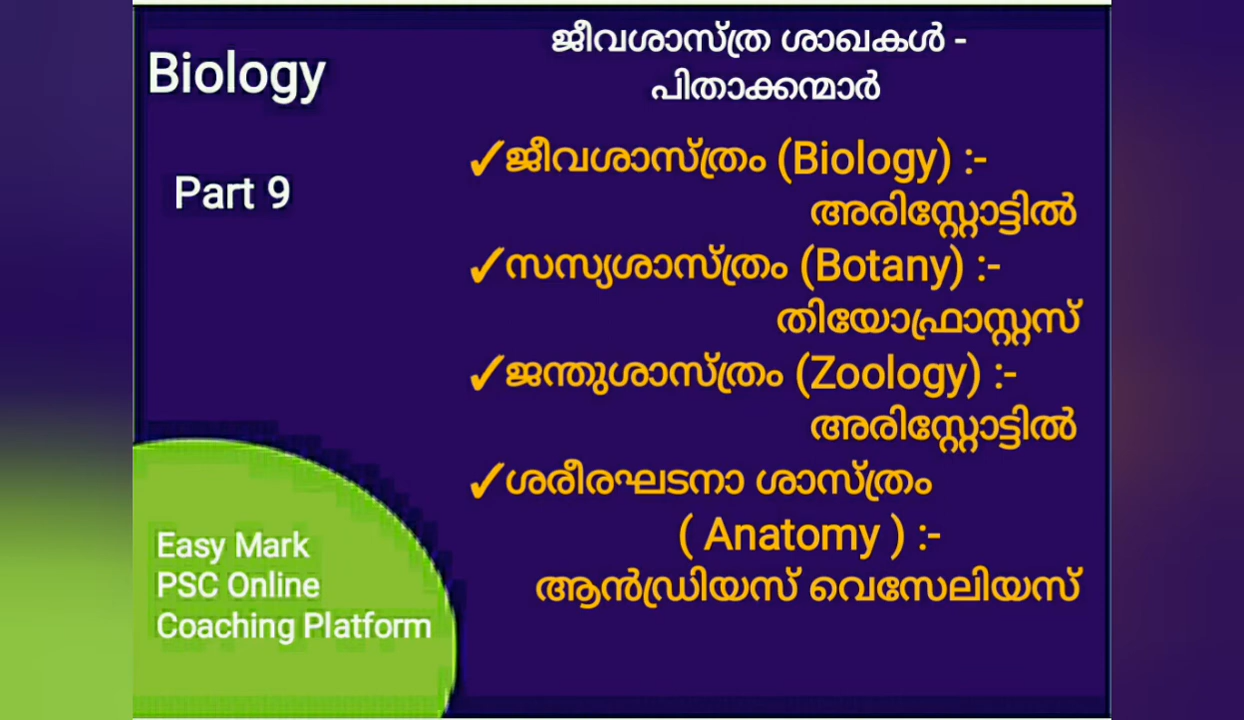 Biology
Part 9
ജീവശാസ്ത്ര ശാഖകൾ -
പിതാക്കന്മാർ
✓ജീവശാസ്ത്രം (Biology) :-
അരിസ്റ്റോട്ടിൽ
✓സസ്യശാസ്ത്രം (Botany) :-
തിയോഫ്രാസ്റ്റസ്
✓ജന്തുശാസ്ത്രം (Zoology) :-
അരിസ്റ്റോട്ടിൽ
✓ശരീരഘടനാ ശാസ്ത്രം
( Anatomy ) :-
ആൻഡ്രിയസ് വെസേലിയസ്
Easy Mark
PSC Online
Coaching Platform